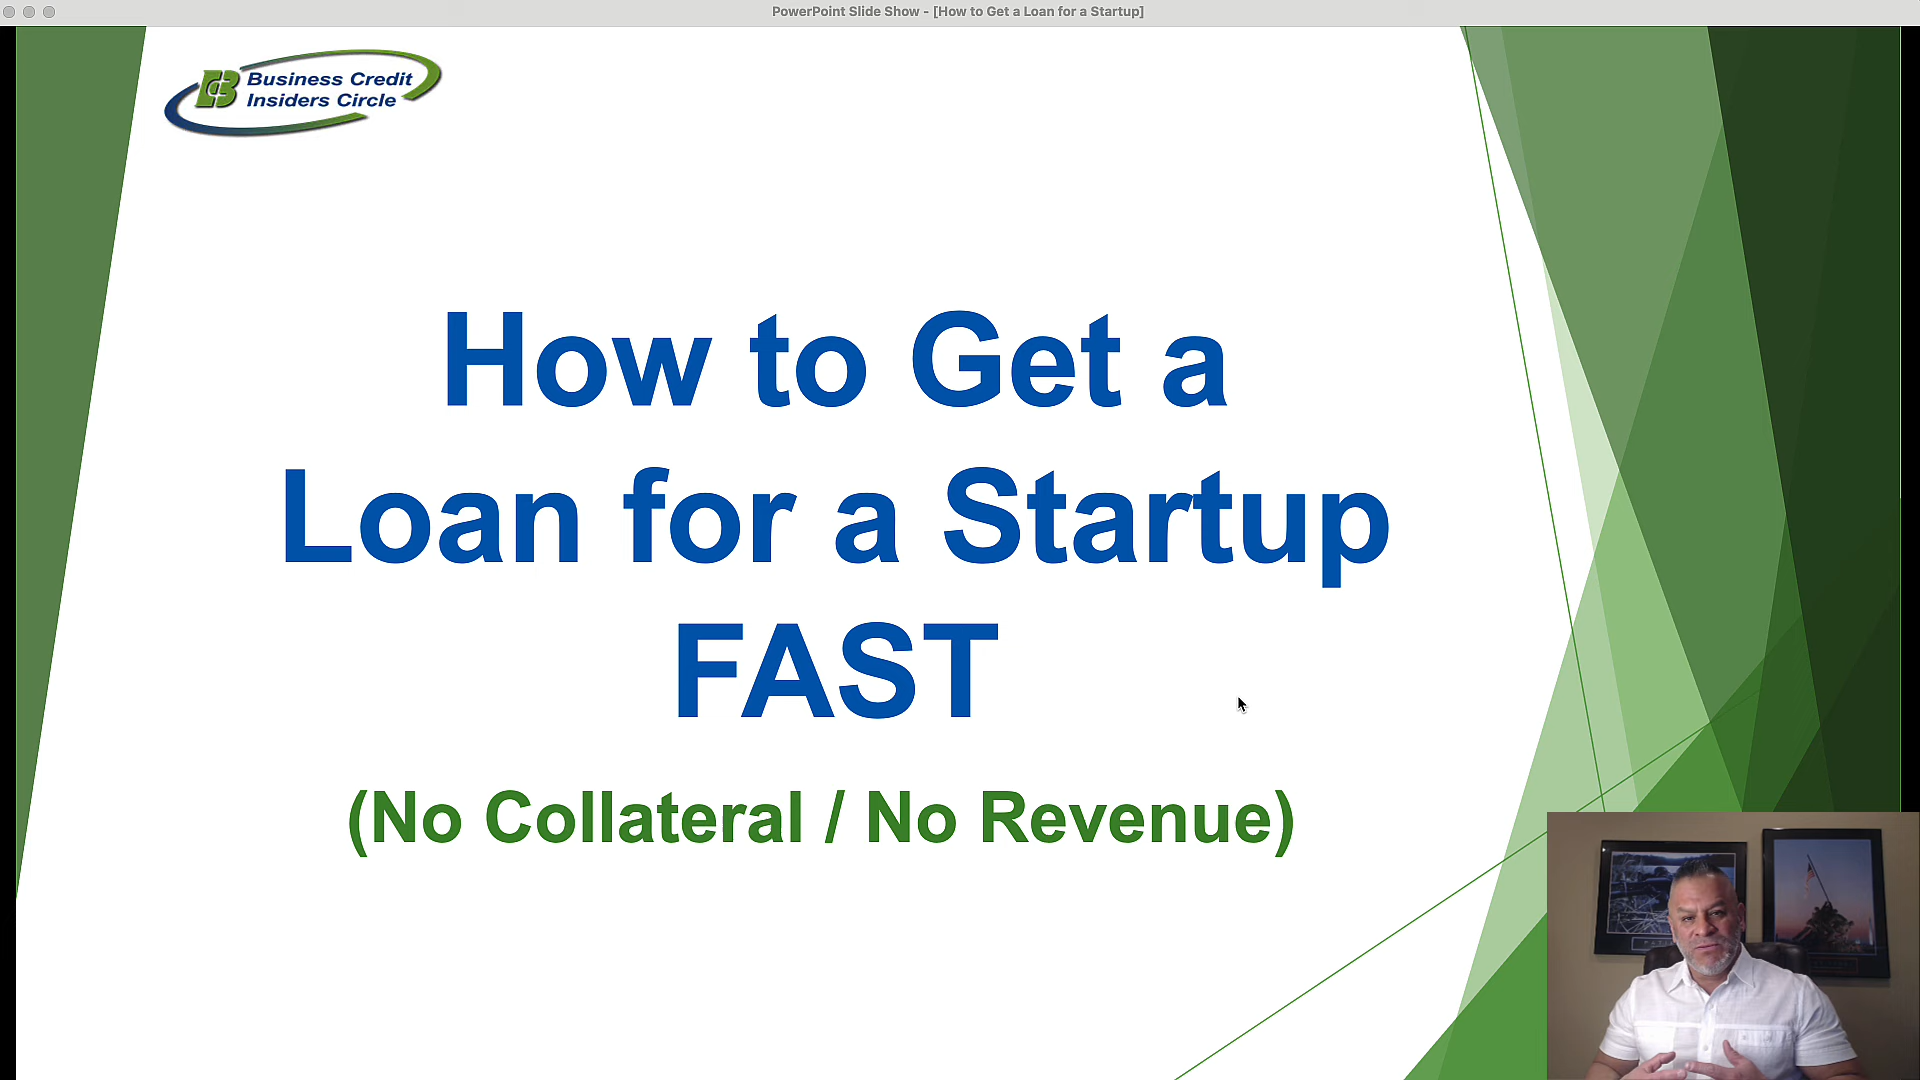 PowerPoint Slide Show - [How to Get a Loan for a Startup]
Business Credit
Insiders Circle
How to Get a
Loan for a Startup
FAST
(No Collateral / No Revenue)